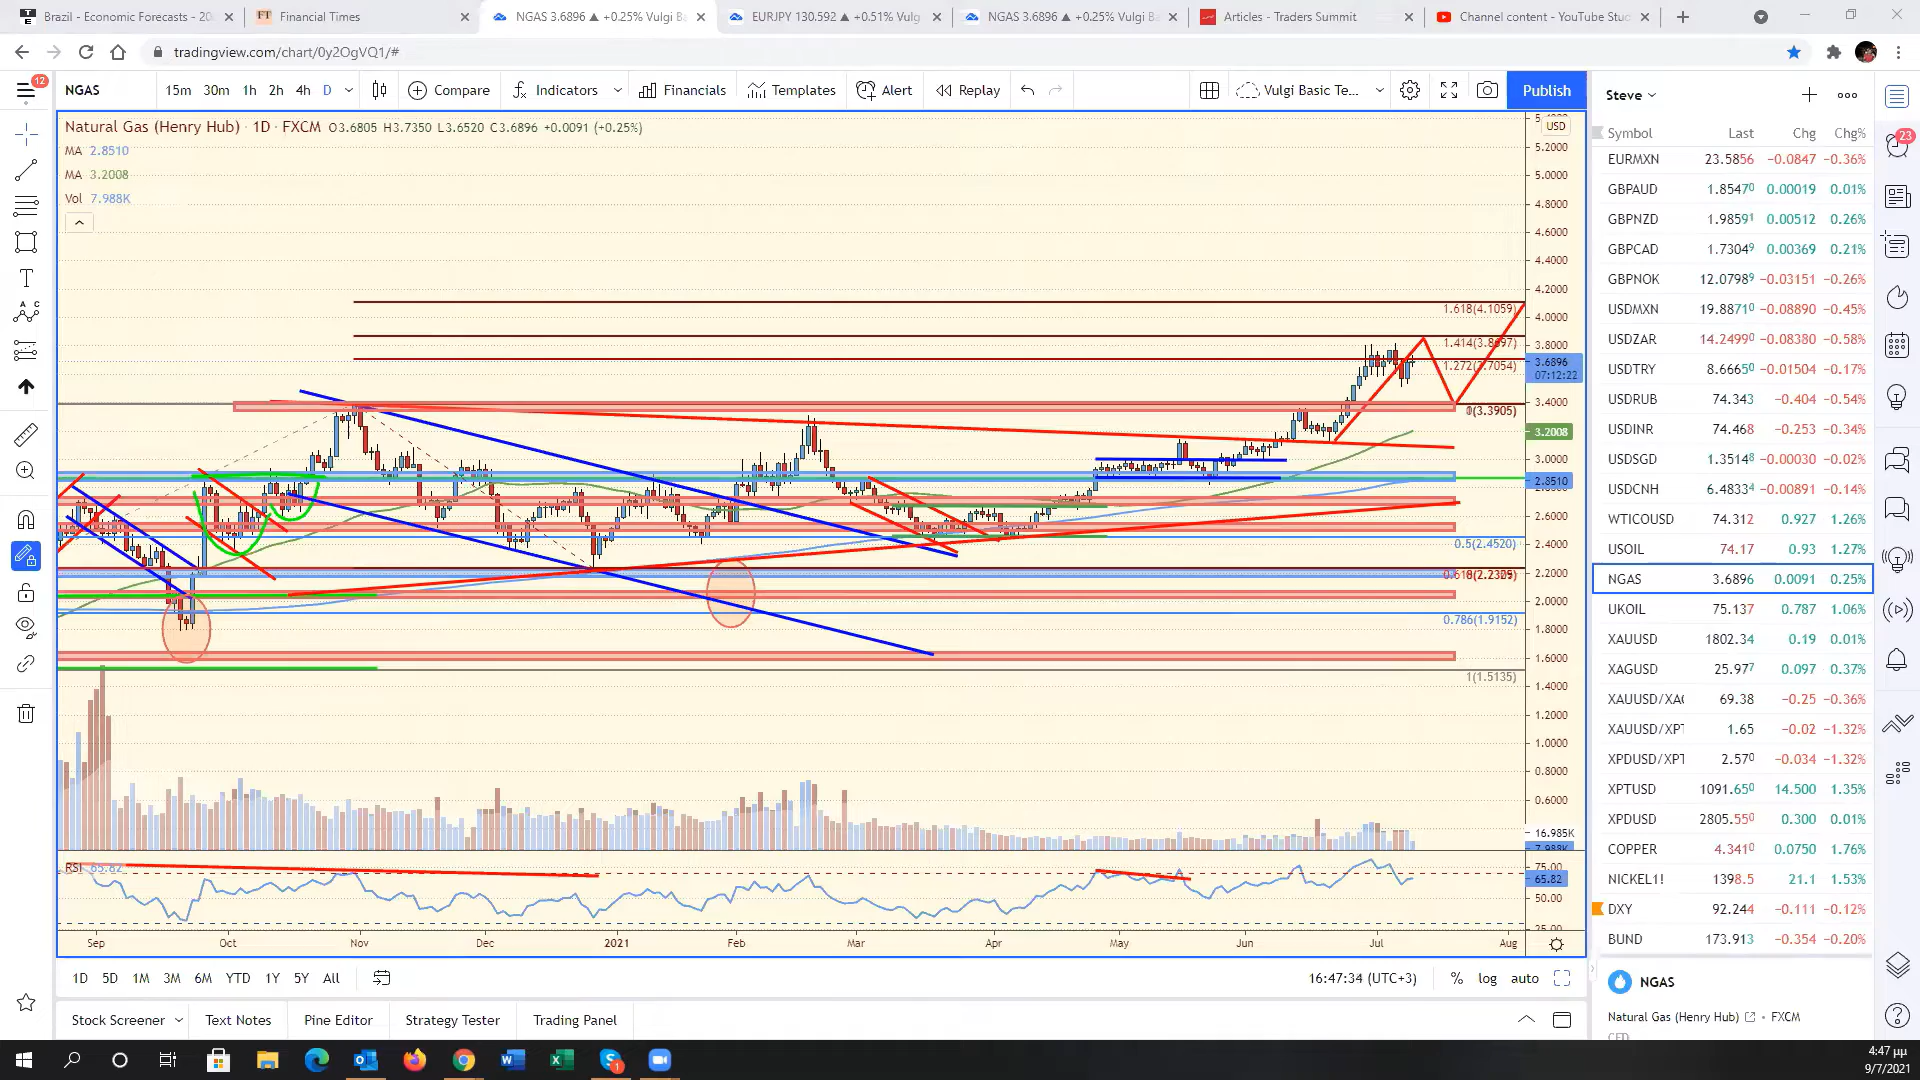 Brazil - Economic Forecasts - 20
Financial Times
NGAS 3.6896 ▲ +0.25% Vulgi Ba
EURJPY 130.592 ▲ +0.51% Vulg
NGAS 3.6896 ▲ +0.25% Vulgi B
Articles - Traders Summit
Channel content - YouTube Stu
tradingview.com/chart/0y2OgVQ1/#
12
NGAS
15m 30m 1h 2h 4h D
Compare
Indicators
Financials
Templates
Alert
Replay
Vulgi Basic Te...
Publish
Steve
Natural Gas (Henry Hub) · 1D · FXCM O3.6805 H3.7350 L3.6520 C3.6896 +0.0091 (+0.25%)
MA 2.8510
MA 3.2008
Vol 7.988K
USD
5.2000
5.0000
4.8000
4.6000
4.4000
4.2000
4.0000
3.8000
3.6896
07:12:22
3.4000
3.2008
3.0000
2.8510
2.6000
2.4000
2.2000
2.0000
1.8000
1.6000
1.4000
1.2000
1.0000
0.8000
0.6000
16.985K
7.988K
75.00
65.82
50.00
25.00
1.618(4.1059)
1.414(3.8697)
1.272(3.7054)
0(3.3905)
0.5(2.4520)
0.786(1.9152)
1(1.5135)
RSI 65.82
Sep Oct Nov Dec 2021 Feb Mar Apr May Jun Jul Aug
1D 5D 1M 3M 6M YTD 1Y 5Y All
16:47:34 (UTC+3) % log auto
Stock Screener Text Notes Pine Editor Strategy Tester Trading Panel
Symbol Last Chg Chg%
EURMXN 23.5856 −0.0847 −0.36%
GBPAUD 1.85470 0.00019 0.01%
GBPNZD 1.98591 0.00512 0.26%
GBPCAD 1.73049 0.00369 0.21%
GBPNOK 12.07989 −0.03151 −0.26%
USDMXN 19.88710 −0.08890 −0.45%
USDZAR 14.24990 −0.08380 −0.58%
USDTRY 8.66650 −0.01504 −0.17%
USDRUB 74.343 −0.404 −0.54%
USDINR 74.468 −0.253 −0.34%
USDSGD 1.35148 −0.00030 −0.02%
USDCNH 6.48334 −0.00891 −0.14%
WTICOUSD 74.312 0.927 1.26%
USOIL 74.17 0.93 1.27%
NGAS 3.6896 0.0091 0.25%
UKOIL 75.137 0.787 1.06%
XAUUSD 1802.34 0.19 0.01%
XAGUSD 25.977 0.097 0.37%
XAUUSD/XAG 69.38 −0.25 −0.36%
XAUUSD/XPT 1.65 −0.02 −1.32%
XPDUSD/XPT 2.570 −0.034 −1.32%
XPTUSD 1091.650 14.500 1.35%
XPDUSD 2805.550 0.300 0.01%
COPPER 4.3410 0.0750 1.76%
NICKEL1! 1398.5 21.1 1.53%
DXY 92.244 −0.111 −0.12%
BUND 173.913 −0.354 −0.20%
NGAS
Natural Gas (Henry Hub) • FXCM
CFD
23
1
4:47 μμ
9/7/2021